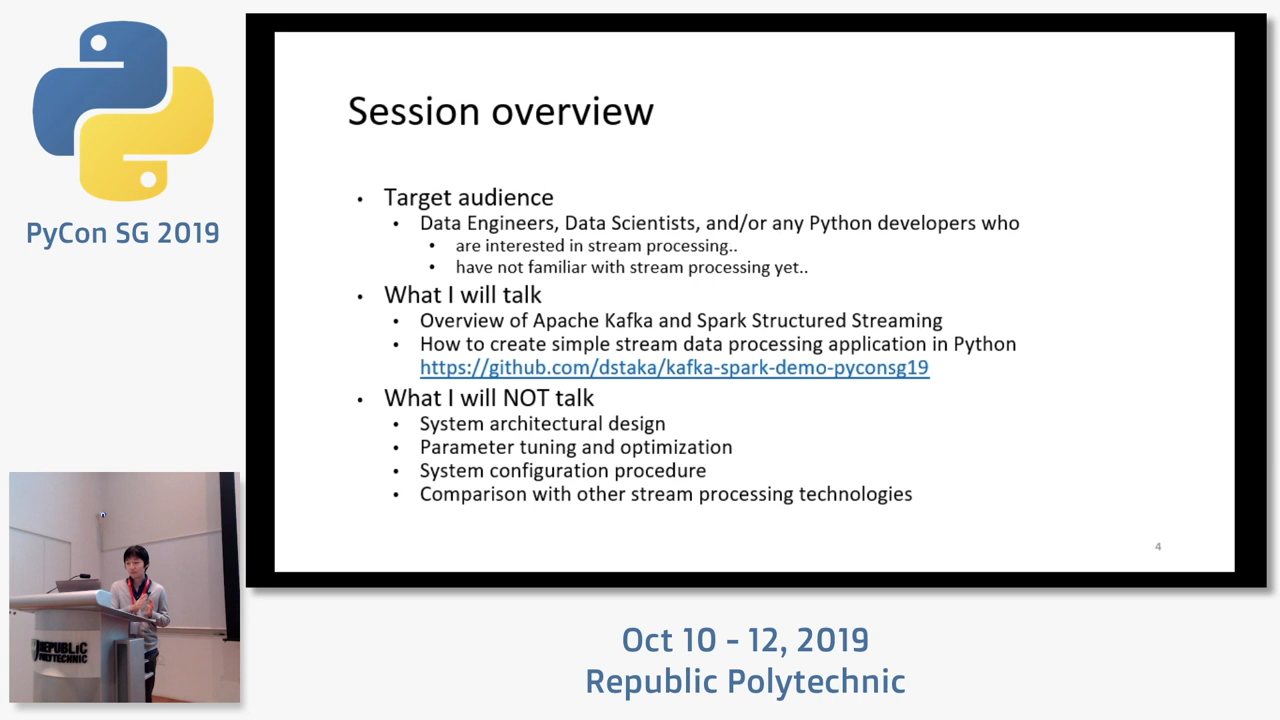 PyCon SG 2019
Session overview
• Target audience
• Data Engineers, Data Scientists, and/or any Python developers who
• are interested in stream processing..
• have not familiar with stream processing yet..
• What I will talk
• Overview of Apache Kafka and Spark Structured Streaming
• How to create simple stream data processing application in Python
https://github.com/dstaka/kafka-spark-demo-pyconsg19
• What I will NOT talk
• System architectural design
• Parameter tuning and optimization
• System configuration procedure
• Comparison with other stream processing technologies
4
REPUBLIC
POLYTECHNIC
Oct 10 - 12, 2019
Republic Polytechnic